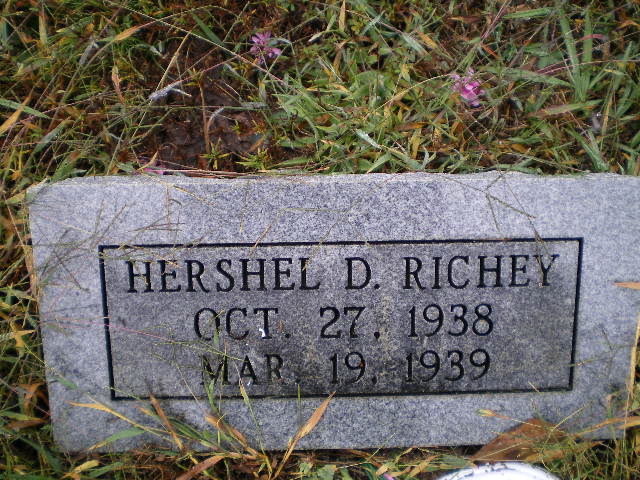 HERSHEL D. RICHEY
OCT. 27, 1938
MAR. 19, 1939